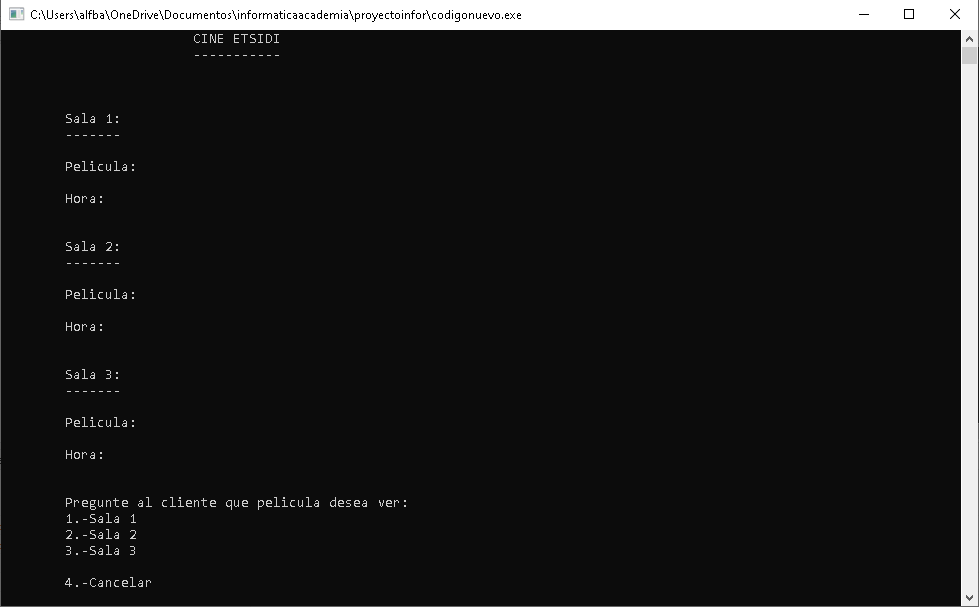 C:\Users\alfba\OneDrive\Documentos\informaticaacademia\proyectoinfor\codigonuevo.exe
CINE ETSIDI
-----------
Sala 1:
-------
Pelicula:
Hora:
Sala 2:
-------
Pelicula:
Hora:
Sala 3:
-------
Pelicula:
Hora:
Pregunte al cliente que pelicula desea ver:
1.-Sala 1
2.-Sala 2
3.-Sala 3
4.-Cancelar